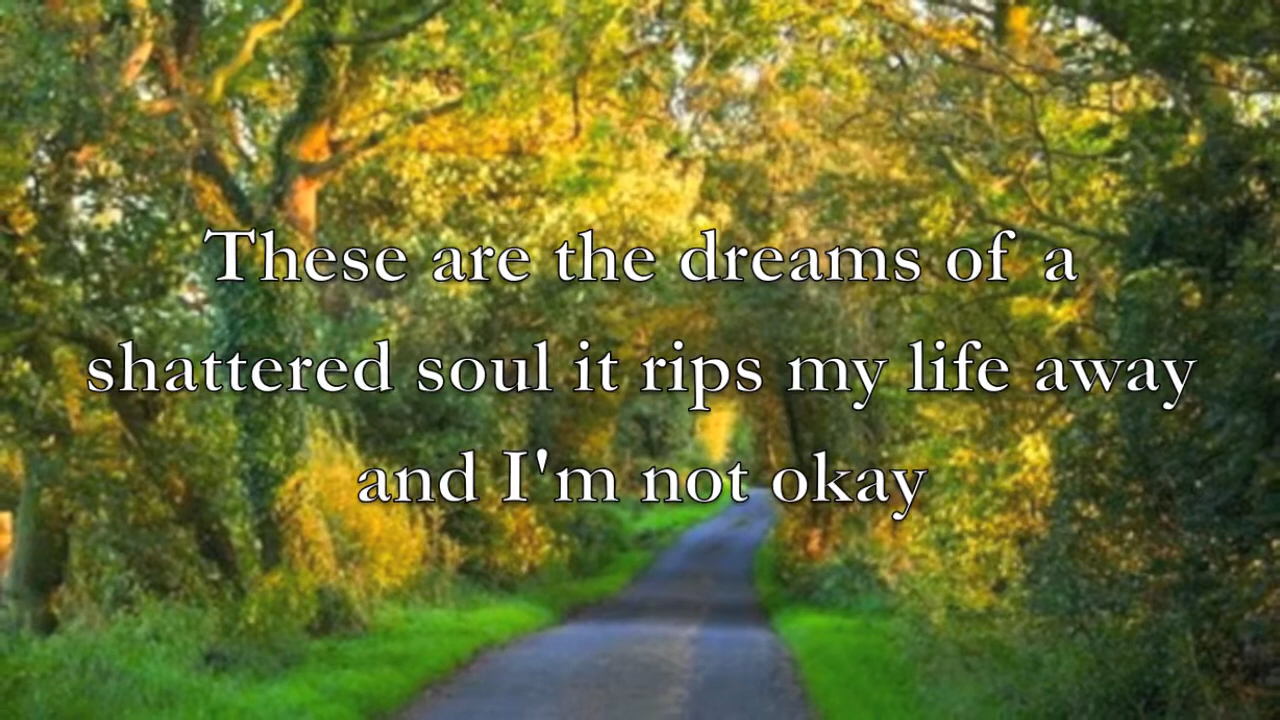 These are the dreams of a
shattered soul it rips my life away
and I'm not okay